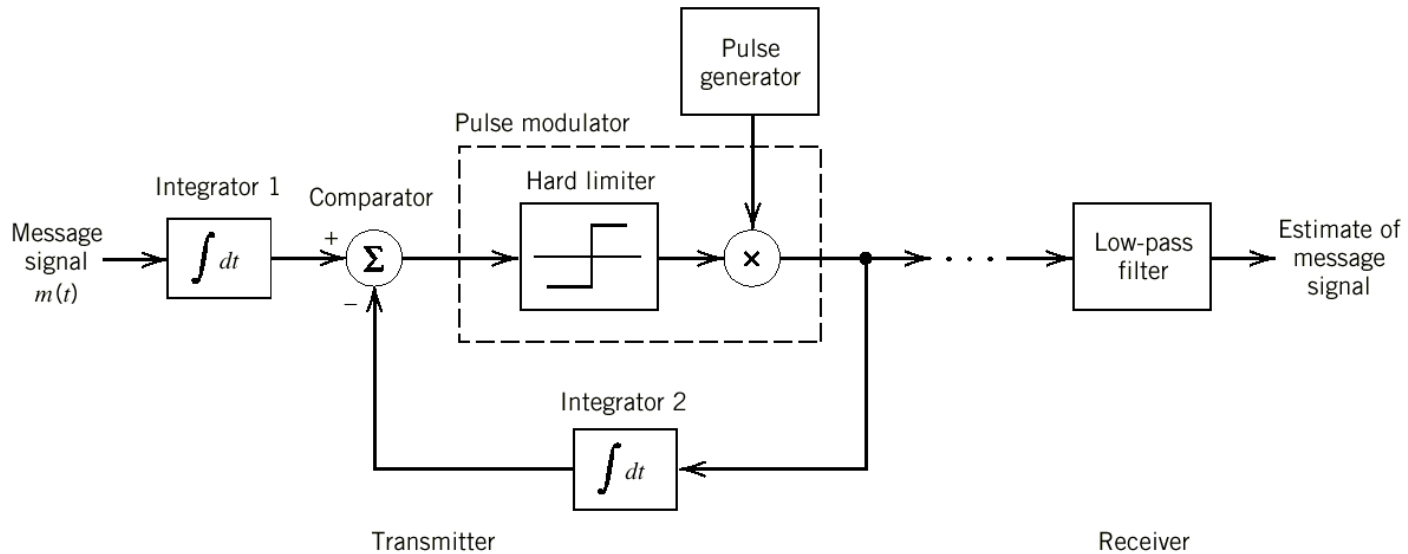 Pulse
generator
Pulse modulator
Integrator 1
Comparator
Hard limiter
Message
signal
m(t)
∫ dt
+
Σ
−
×
. . .
Low-pass
filter
Estimate of
message
signal
Integrator 2
∫ dt
Transmitter
Receiver